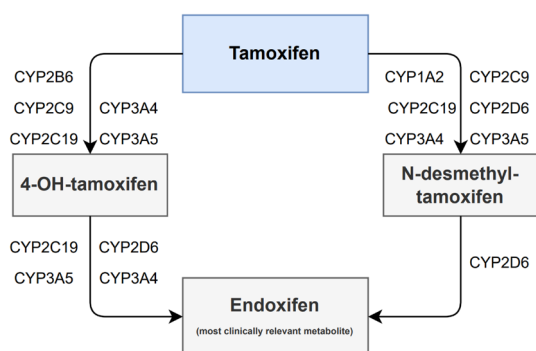 Tamoxifen
CYP2B6
CYP2C9 CYP3A4
CYP2C19 CYP3A5
CYP1A2 CYP2C9
CYP2C19 CYP2D6
CYP3A4 CYP3A5
4-OH-tamoxifen
N-desmethyl-
tamoxifen
CYP2C19 CYP2D6
CYP3A5 CYP3A4
CYP2D6
Endoxifen
(most clinically relevant metabolite)